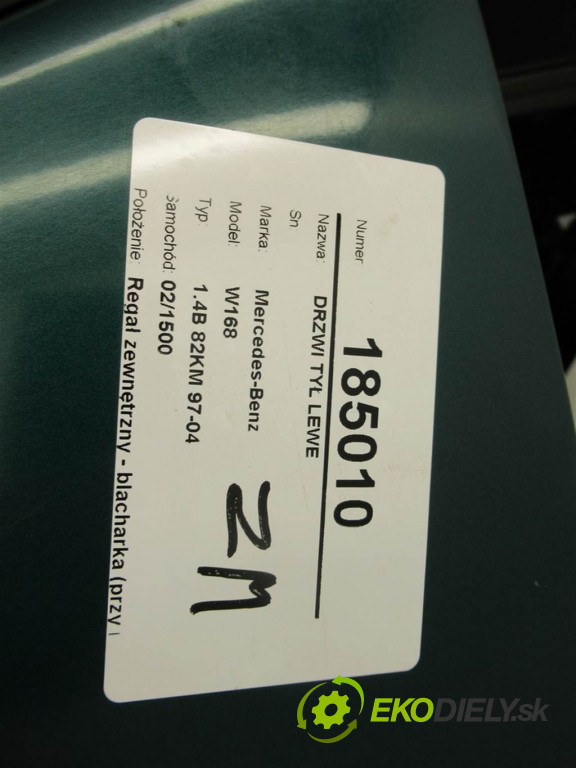 Numer 185010
Nazwa: DRZWI TYŁ LEWE
Sn
Marka: Mercedes-Benz
Model: W168
Typ: 1.4B 82KM 97-04
Samochód: 02/1500
Położenie: Regał zewnętrzny - blacharka (przy
ZM
EKODIELY.sk